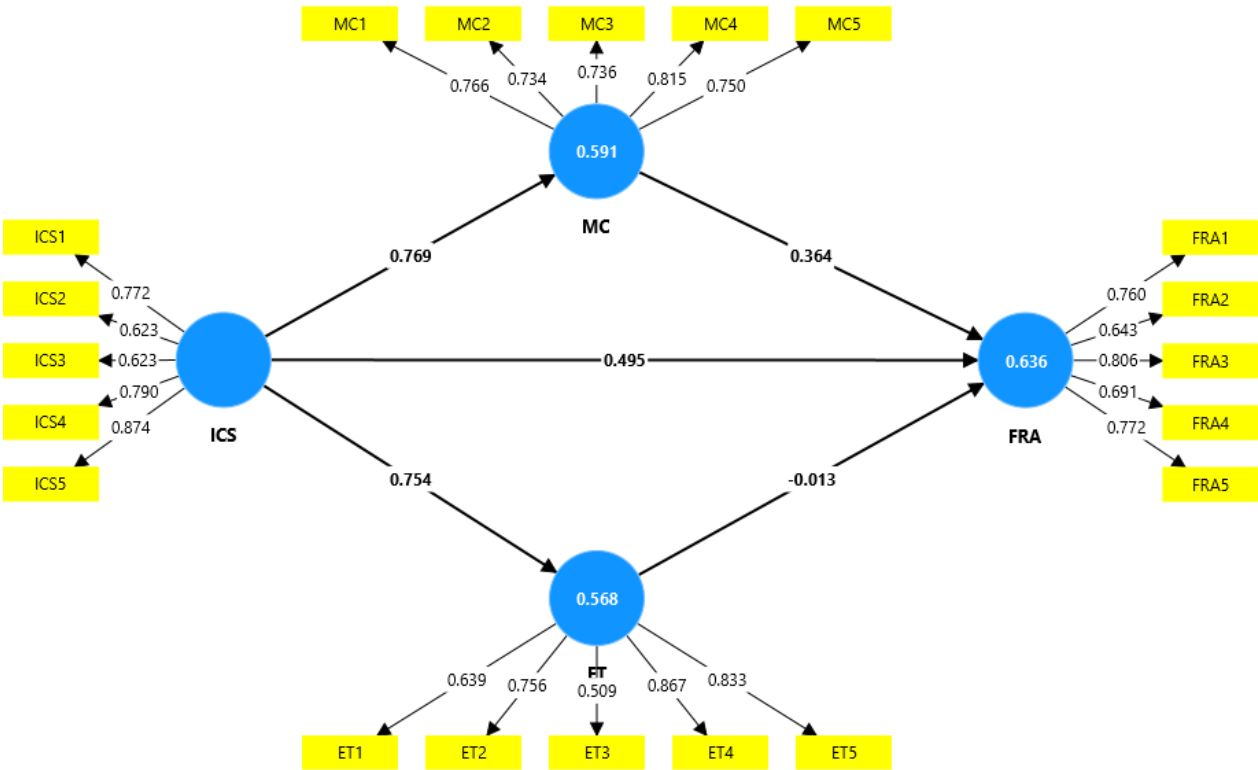 MC1 MC2 MC3 MC4 MC5
0.766 0.734 0.736 0.815 0.750
0.591
MC
ICS1
ICS2
ICS3
ICS4
ICS5
0.772
0.623
0.623
0.790
0.874
ICS
0.769
0.364
0.495
0.754
-0.013
0.636
FRA
0.760
0.643
0.806
0.691
0.772
FRA1
FRA2
FRA3
FRA4
FRA5
0.568
ET
0.639 0.756 0.509 0.867 0.833
ET1 ET2 ET3 ET4 ET5